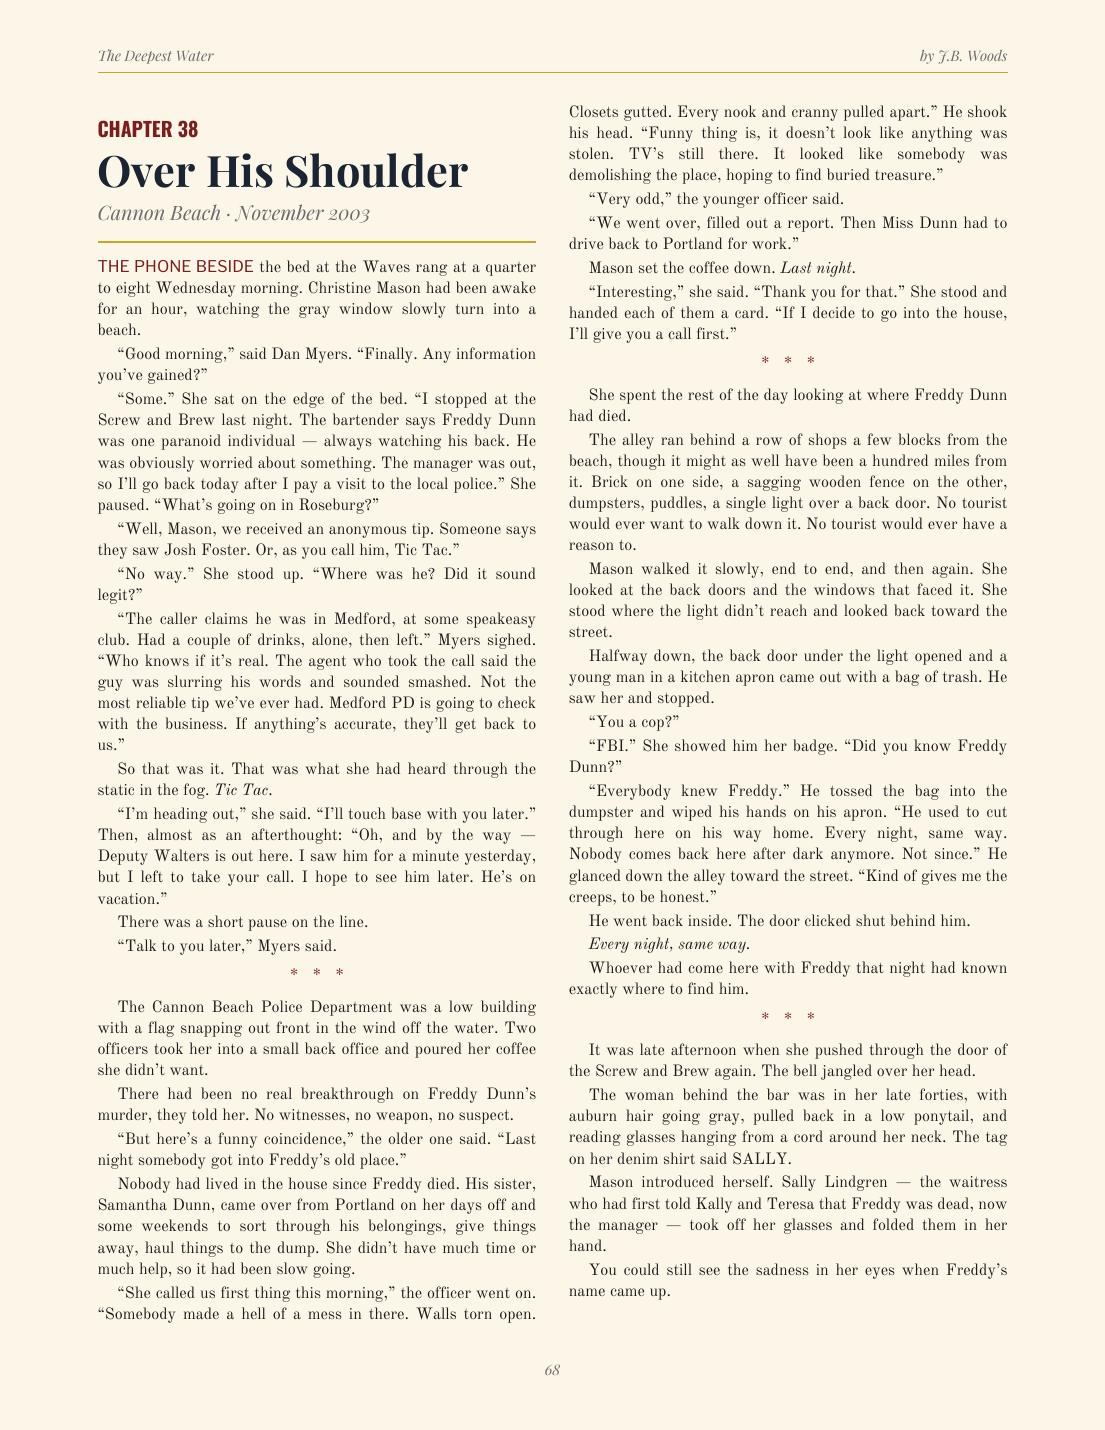 The Deepest Water
by J.B. Woods
CHAPTER 38
Over His Shoulder
Cannon Beach · November 2003
THE PHONE BESIDE the bed at the Waves rang at a quarter
to eight Wednesday morning. Christine Mason had been awake
for an hour, watching the gray window slowly turn into a
beach.
“Good morning,” said Dan Myers. “Finally. Any information
you’ve gained?”
“Some.” She sat on the edge of the bed. “I stopped at the
Screw and Brew last night. The bartender says Freddy Dunn
was one paranoid individual — always watching his back. He
was obviously worried about something. The manager was out,
so I’ll go back today after I pay a visit to the local police.” She
paused. “What’s going on in Roseburg?”
“Well, Mason, we received an anonymous tip. Someone says
they saw Josh Foster. Or, as you call him, Tic Tac.”
“No way.” She stood up. “Where was he? Did it sound
legit?”
“The caller claims he was in Medford, at some speakeasy
club. Had a couple of drinks, alone, then left.” Myers sighed.
“Who knows if it’s real. The agent who took the call said the
guy was slurring his words and sounded smashed. Not the
most reliable tip we’ve ever had. Medford PD is going to check
with the business. If anything’s accurate, they’ll get back to
us.”
So that was it. That was what she had heard through the
static in the fog. Tic Tac.
“I’m heading out,” she said. “I’ll touch base with you later.”
Then, almost as an afterthought: “Oh, and by the way —
Deputy Walters is out here. I saw him for a minute yesterday,
but I left to take your call. I hope to see him later. He’s on
vacation.”
There was a short pause on the line.
“Talk to you later,” Myers said.
* * *
The Cannon Beach Police Department was a low building
with a flag snapping out front in the wind off the water. Two
officers took her into a small back office and poured her coffee
she didn’t want.
There had been no real breakthrough on Freddy Dunn’s
murder, they told her. No witnesses, no weapon, no suspect.
“But here’s a funny coincidence,” the older one said. “Last
night somebody got into Freddy’s old place.”
Nobody had lived in the house since Freddy died. His sister,
Samantha Dunn, came over from Portland on her days off and
some weekends to sort through his belongings, give things
away, haul things to the dump. She didn’t have much time or
much help, so it had been slow going.
“She called us first thing this morning,” the officer went on.
“Somebody made a hell of a mess in there. Walls torn open.
Closets gutted. Every nook and cranny pulled apart.” He shook
his head. “Funny thing is, it doesn’t look like anything was
stolen. TV’s still there. It looked like somebody was
demolishing the place, hoping to find buried treasure.”
“Very odd,” the younger officer said.
“We went over, filled out a report. Then Miss Dunn had to
drive back to Portland for work.”
Mason set the coffee down. Last night.
“Interesting,” she said. “Thank you for that.” She stood and
handed each of them a card. “If I decide to go into the house,
I’ll give you a call first.”
* * *
She spent the rest of the day looking at where Freddy Dunn
had died.
The alley ran behind a row of shops a few blocks from the
beach, though it might as well have been a hundred miles from
it. Brick on one side, a sagging wooden fence on the other,
dumpsters, puddles, a single light over a back door. No tourist
would ever want to walk down it. No tourist would ever have a
reason to.
Mason walked it slowly, end to end, and then again. She
looked at the back doors and the windows that faced it. She
stood where the light didn’t reach and looked back toward the
street.
Halfway down, the back door under the light opened and a
young man in a kitchen apron came out with a bag of trash. He
saw her and stopped.
“You a cop?”
“FBI.” She showed him her badge. “Did you know Freddy
Dunn?”
“Everybody knew Freddy.” He tossed the bag into the
dumpster and wiped his hands on his apron. “He used to cut
through here on his way home. Every night, same way.
Nobody comes back here after dark anymore. Not since.” He
glanced down the alley toward the street. “Kind of gives me the
creeps, to be honest.”
He went back inside. The door clicked shut behind him.
Every night, same way.
Whoever had come here with Freddy that night had known
exactly where to find him.
* * *
It was late afternoon when she pushed through the door of
the Screw and Brew again. The bell jangled over her head.
The woman behind the bar was in her late forties, with
auburn hair going gray, pulled back in a low ponytail, and
reading glasses hanging from a cord around her neck. The tag
on her denim shirt said SALLY.
Mason introduced herself. Sally Lindgren — the waitress
who had first told Kally and Teresa that Freddy was dead, now
the manager — took off her glasses and folded them in her
hand.
You could still see the sadness in her eyes when Freddy’s
name came up.
68